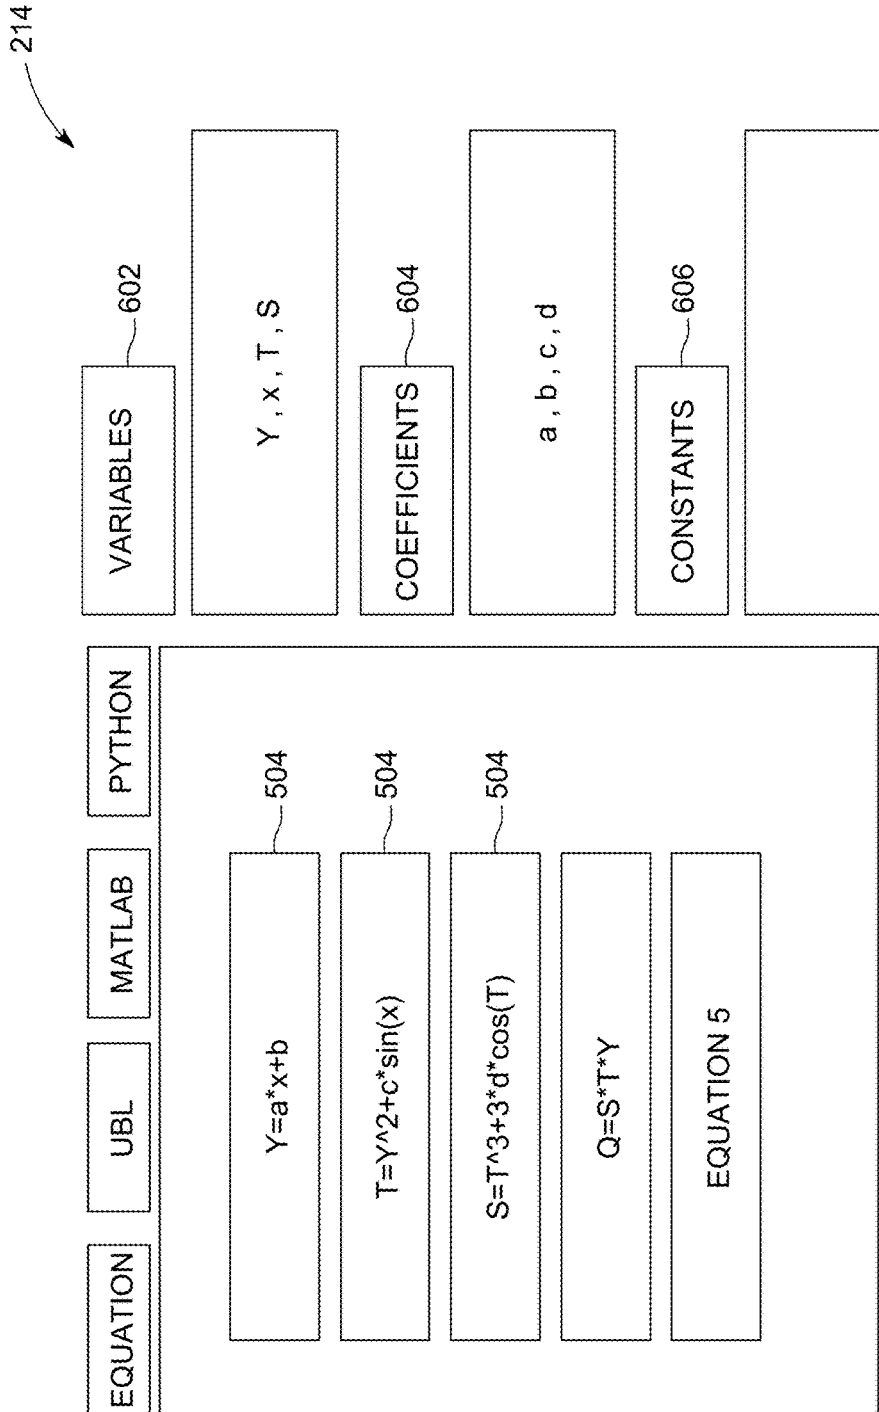 214
EQUATION
UBL
MATLAB
PYTHON
Y=a*x+b
504
T=Y^2+c*sin(x)
504
S=T^3+3*d*cos(T)
504
Q=S*T*Y
EQUATION 5
VARIABLES
602
Y , x , T , S
COEFFICIENTS
604
a , b , c , d
CONSTANTS
606